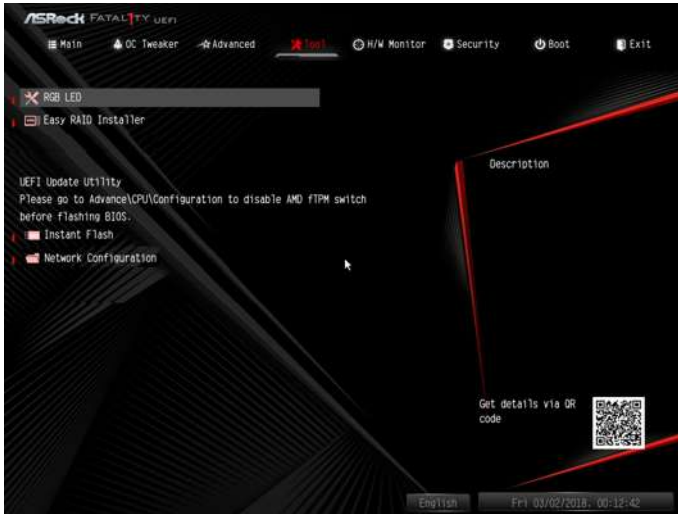 ASRock FATAL1TY UEFI
Main OC Tweaker Advanced Tool H/W Monitor Security Boot Exit
RGB LED
Easy RAID Installer
UEFI Update Utility
Please go to Advance\CPU\Configuration to disable AMD fTPM switch
before flashing BIOS.
Instant Flash
Network Configuration
Description
Get details via QR
code
English Fri 03/02/2018. 00:12:42